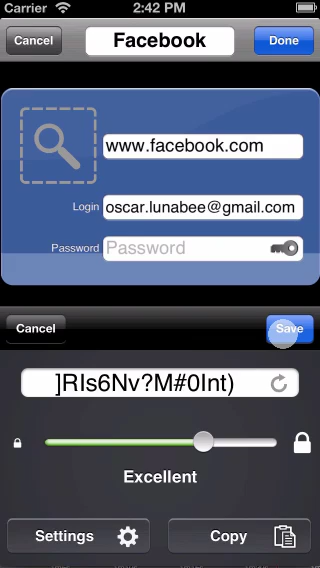 Carrier 2:42 PM
Cancel Facebook Done
www.facebook.com
Login oscar.lunabee@gmail.com
Password Password
Cancel Save
]RIs6Nv?M#0Int)
Excellent
Settings Copy